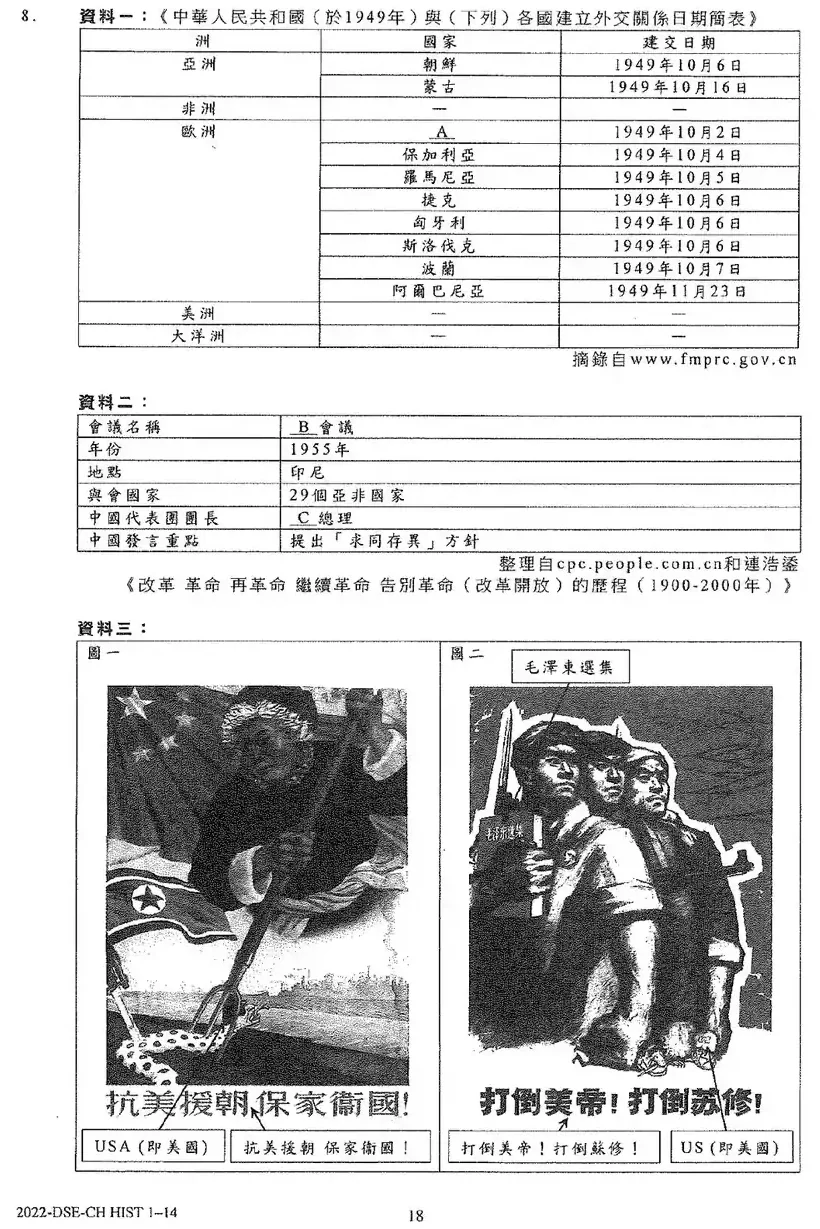 8. 資料一：《中華人民共和國（於1949年）與（下列）各國建立外交關係日期簡表》
洲 國家 建交日期
亞洲 朝鮮 1949年10月6日
蒙古 1949年10月16日
非洲 — —
歐洲 A 1949年10月2日
保加利亞 1949年10月4日
羅馬尼亞 1949年10月5日
捷克 1949年10月6日
匈牙利 1949年10月6日
斯洛伐克 1949年10月6日
波蘭 1949年10月7日
阿爾巴尼亞 1949年11月23日
美洲 — —
大洋洲 — —
摘錄自www.fmprc.gov.cn
資料二：
會議名稱 B 會議
年份 1955年
地點 印尼
與會國家 29個亞非國家
中國代表團團長 C 總理
中國發言重點 提出「求同存異」方針
整理自cpc.people.com.cn和連浩鋈
《改革 革命 再革命 繼續革命 告別革命（改革開放）的歷程（1900-2000年）》
資料三：
圖一
圖二
毛澤東選集
毛泽东选集
抗美援朝保家衛國!
打倒美帝! 打倒苏修!
USA (即美國)
抗美援朝 保家衛國！
打倒美帝！打倒蘇修！
US (即美國)
2022-DSE-CH HIST 1–14
18